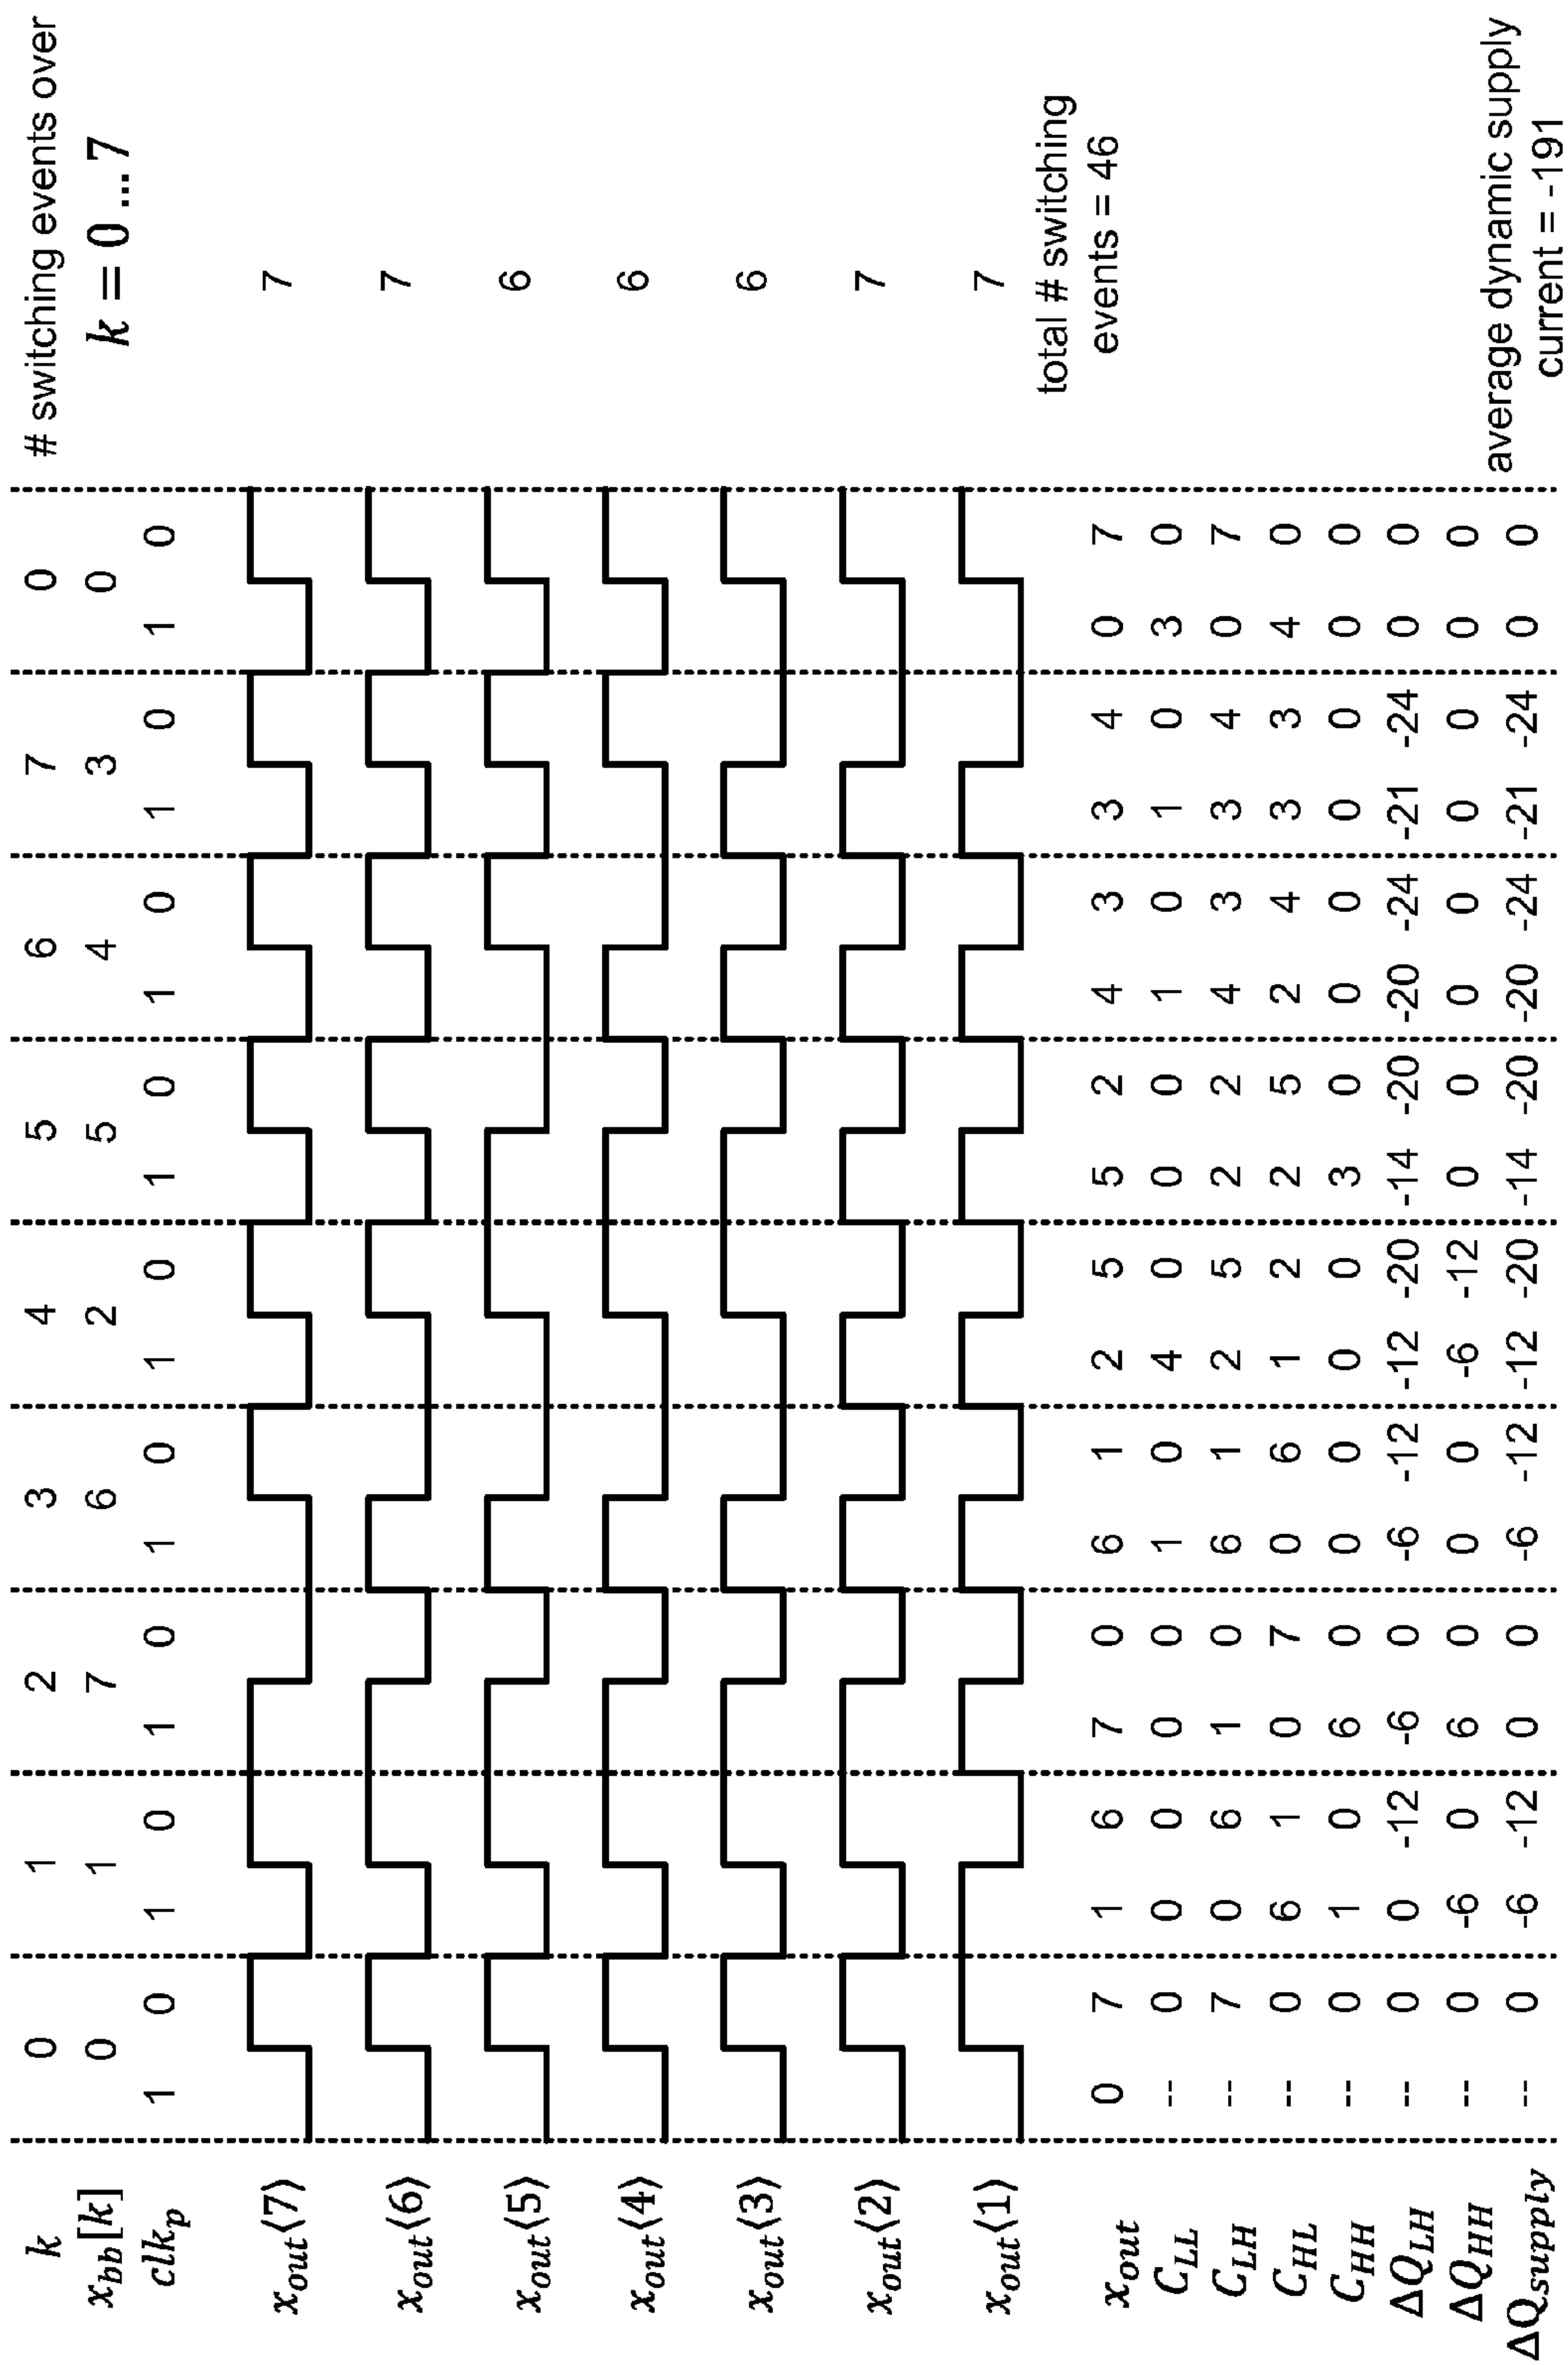 k 0 1 2 3 4 5 6 7 0 # switching events over
x_bb[k] 0 1 7 6 2 5 4 3 0 k = 0 ... 7
clk_p 1 0 1 0 1 0 1 0 1 0 1 0 1 0 1 0 1 0
x_out⟨7⟩ 7
x_out⟨6⟩ 7
x_out⟨5⟩ 6
x_out⟨4⟩ 6
x_out⟨3⟩ 6
x_out⟨2⟩ 7
x_out⟨1⟩ 7
total # switching
events = 46
x_out 0 7 1 6 7 0 6 1 2 5 5 2 4 3 3 4 0 7
C_LL -- 0 0 0 0 0 1 0 4 0 0 0 1 0 1 0 3 0
C_LH -- 7 0 6 1 0 6 1 2 5 2 2 4 3 3 4 0 7
C_HL -- 0 6 1 0 7 0 6 1 2 2 5 2 4 3 3 4 0
C_HH -- 0 1 0 6 0 0 0 0 0 3 0 0 0 0 0 0 0
ΔQ_LH -- 0 0 -12 -6 0 -6 -12 -12 -20 -14 -20 -20 -24 -21 -24 0 0
ΔQ_HH -- 0 -6 0 6 0 0 0 -6 -12 0 0 0 0 0 0 0 0
ΔQ_supply -- 0 -6 -12 0 0 -6 -12 -12 -20 -14 -20 -20 -24 -21 -24 0 0
average dynamic supply
current = -191